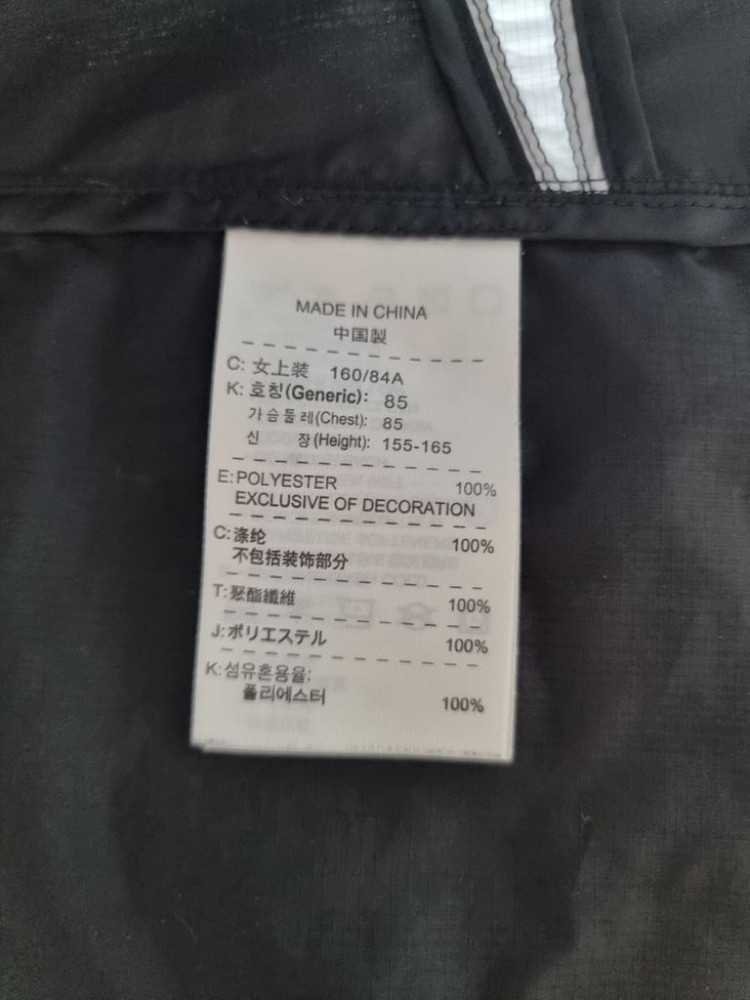 MADE IN CHINA
中国製
C: 女上装 160/84A
K: 호칭(Generic): 85
가슴둘레(Chest): 85
신 장(Height): 155-165
E: POLYESTER 100%
EXCLUSIVE OF DECORATION
C: 涤纶 100%
不包括装饰部分
T: 聚酯纖維 100%
J: ポリエステル 100%
K: 섬유혼용율:
폴리에스터 100%